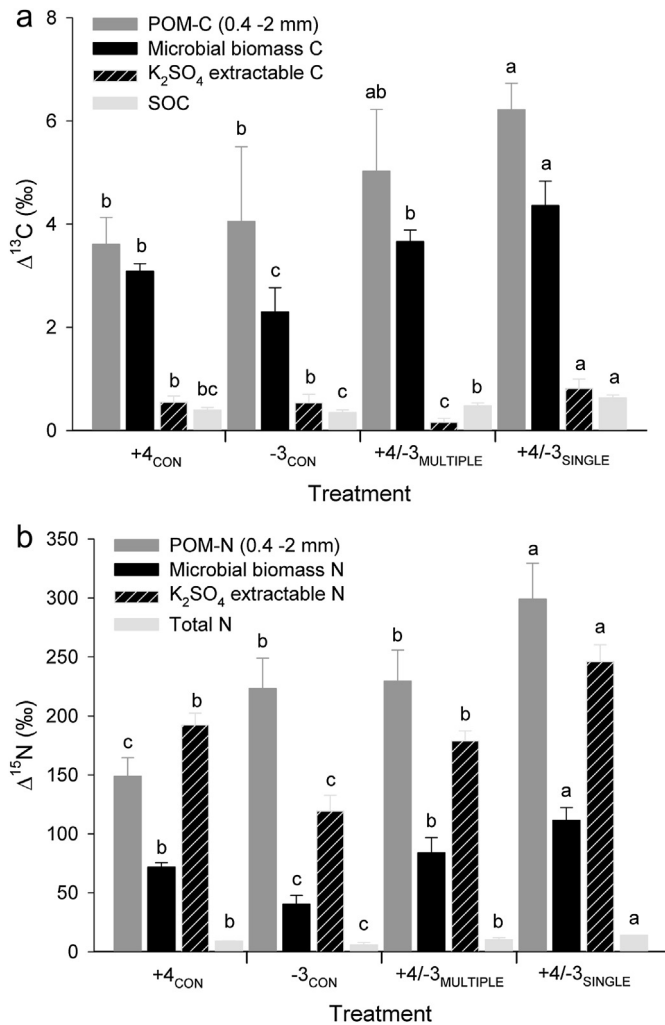 a
8
6
4
2
0
Δ13C (‰)
POM-C (0.4 -2 mm)
Microbial biomass C
K2SO4 extractable C
SOC
b b b bc
b c b c
ab b c b
a a a a
+4CON -3CON +4/-3MULTIPLE +4/-3SINGLE
Treatment
b
350
300
250
200
150
100
50
0
Δ15N (‰)
POM-N (0.4 -2 mm)
Microbial biomass N
K2SO4 extractable N
Total N
c b b b
b c c c
b b b b
a a a a
+4CON -3CON +4/-3MULTIPLE +4/-3SINGLE
Treatment